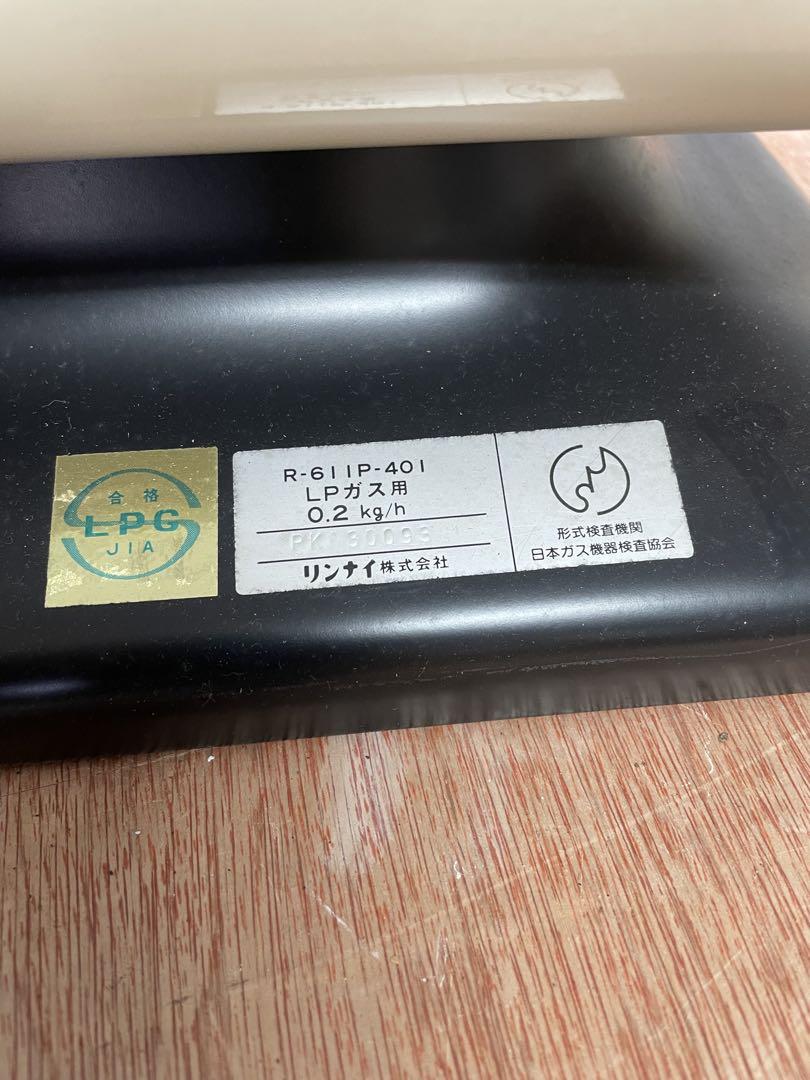 合格
LPG
JIA
R-611P-401
LPガス用
0.2 kg/h
リンナイ株式会社
形式検査機関
日本ガス機器検査協会